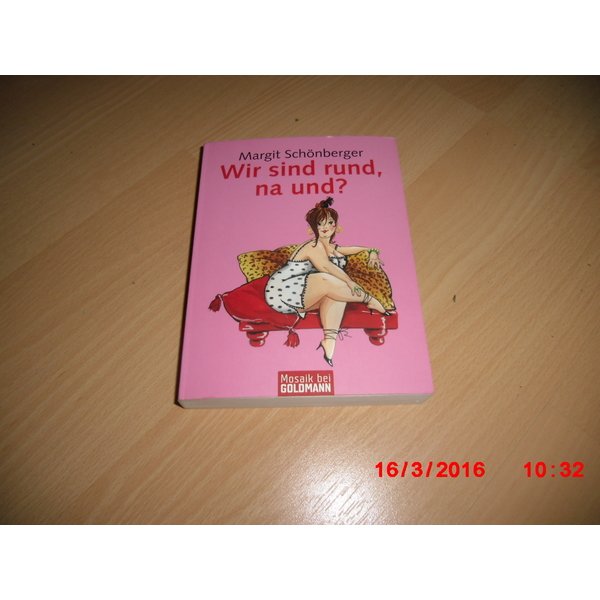 Margit Schönberger
Wir sind rund,
na und?
Mosaik bei
GOLDMANN
16/3/2016 10:32